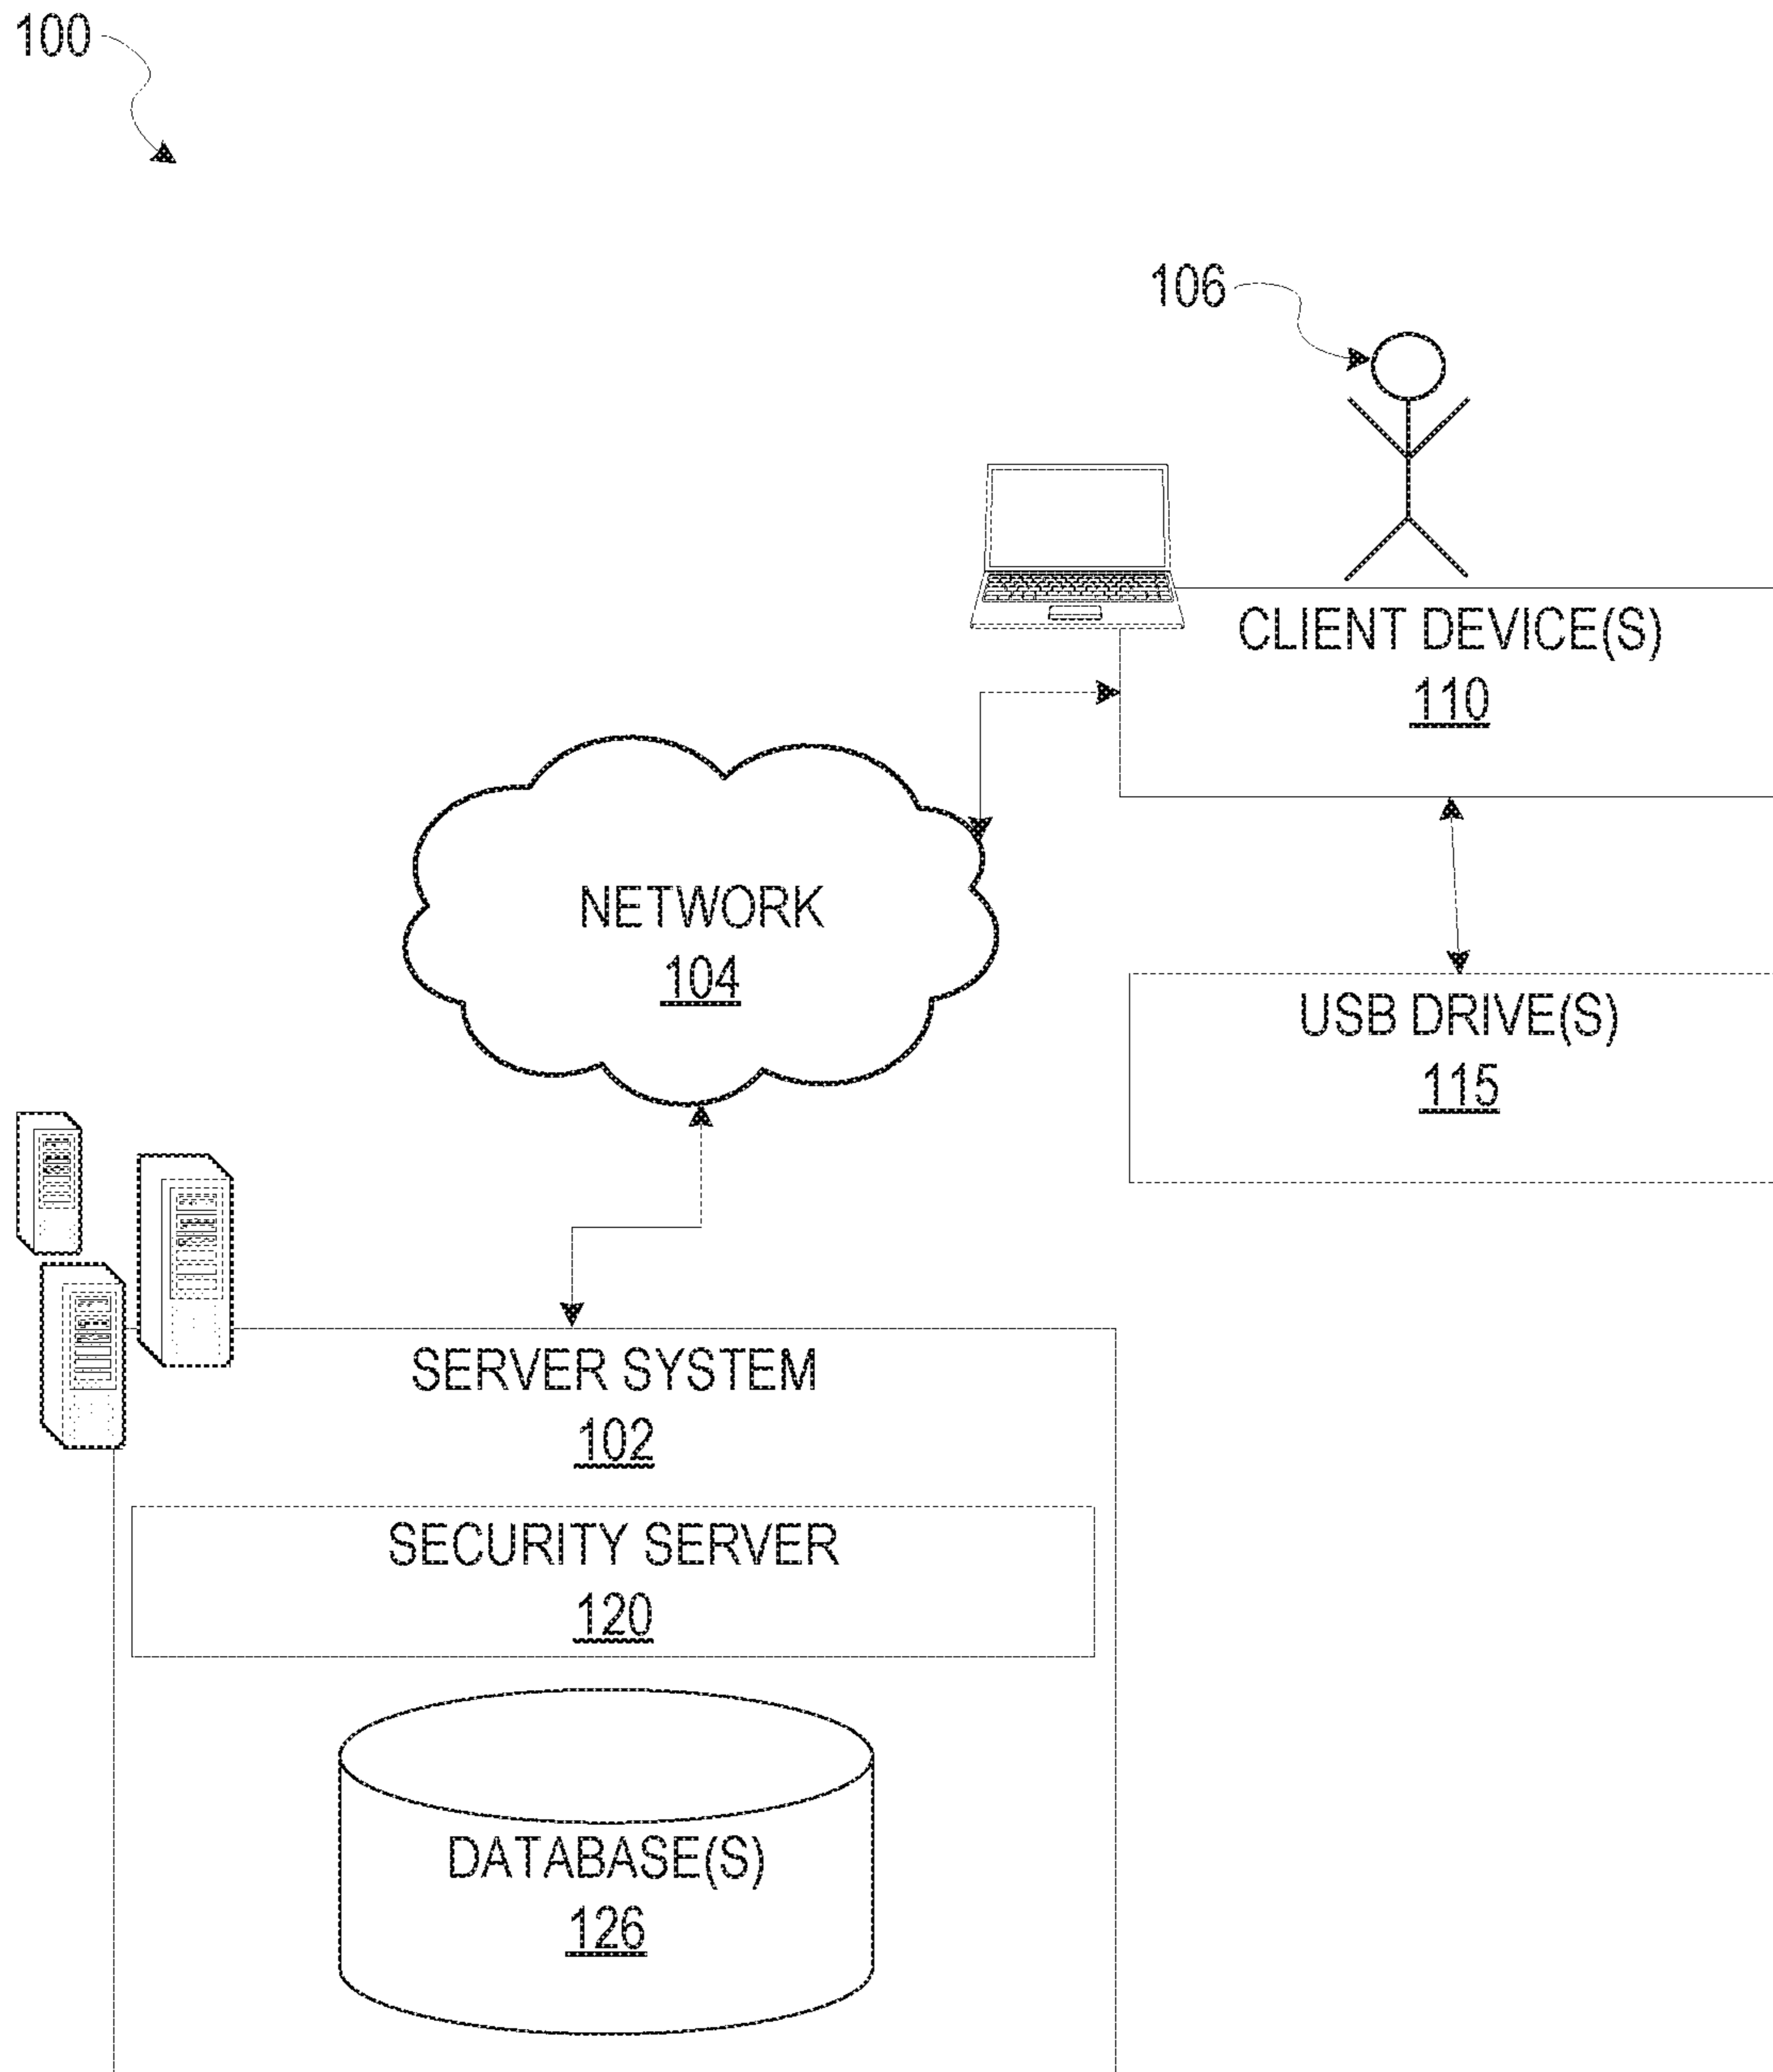 100
106
CLIENT DEVICE(S)
110
NETWORK
104
USB DRIVE(S)
115
SERVER SYSTEM
102
SECURITY SERVER
120
DATABASE(S)
126